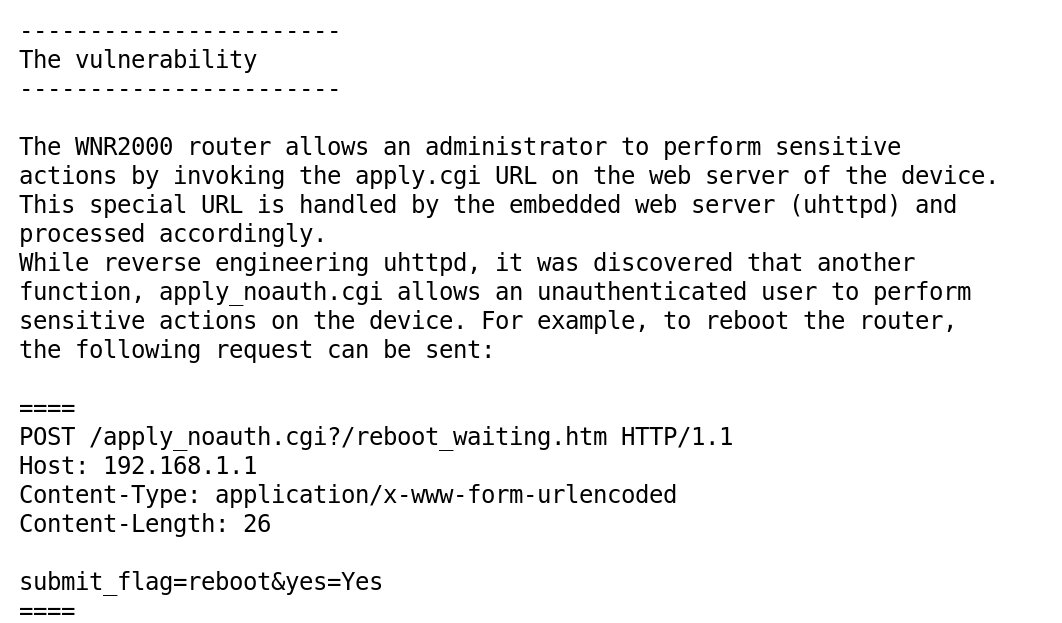 -----------------------
The vulnerability
-----------------------
The WNR2000 router allows an administrator to perform sensitive
actions by invoking the apply.cgi URL on the web server of the device.
This special URL is handled by the embedded web server (uhttpd) and
processed accordingly.
While reverse engineering uhttpd, it was discovered that another
function, apply_noauth.cgi allows an unauthenticated user to perform
sensitive actions on the device. For example, to reboot the router,
the following request can be sent:
====
POST /apply_noauth.cgi?/reboot_waiting.htm HTTP/1.1
Host: 192.168.1.1
Content-Type: application/x-www-form-urlencoded
Content-Length: 26
submit_flag=reboot&yes=Yes
====